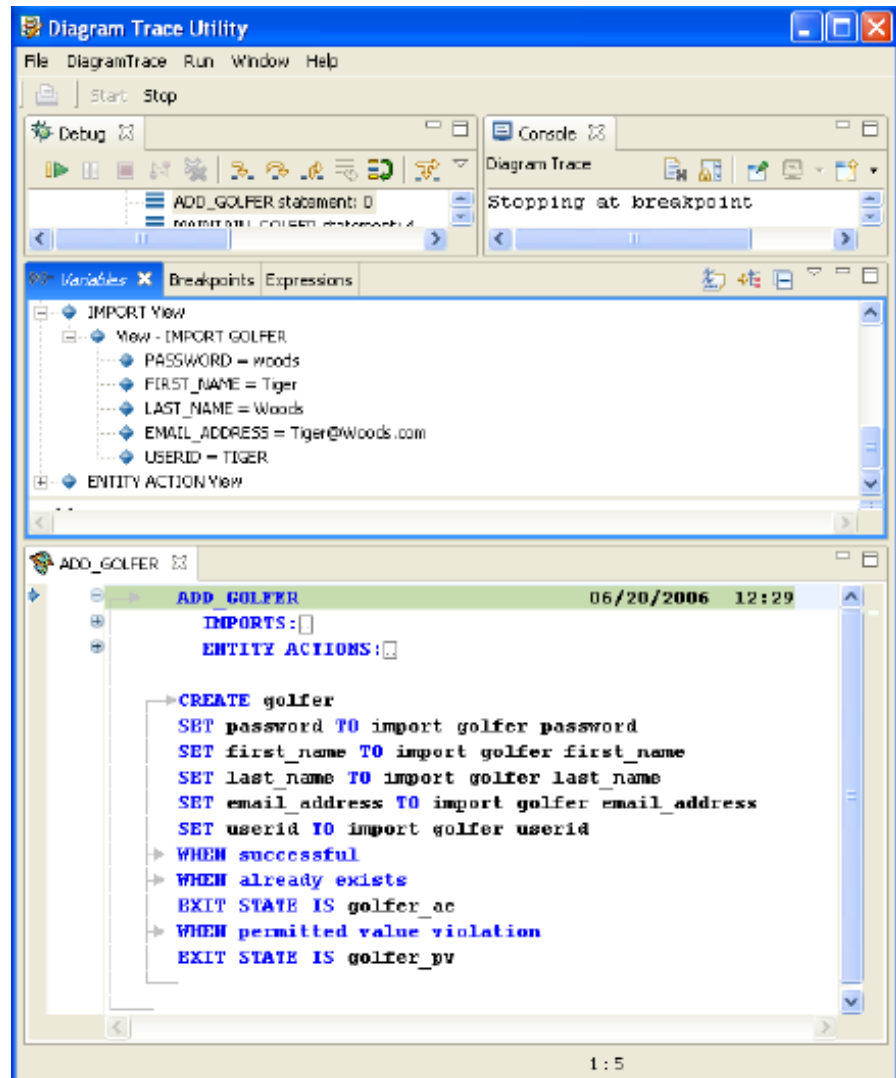 Diagram Trace Utility
File DiagramTrace Run Window Help
Start Stop
Debug
Console
Diagram Trace
ADD_GOLFER statement: 0
Stopping at breakpoint
Variables Breakpoints Expressions
IMPORT View
View - IMPORT GOLFER
PASSWORD = woods
FIRST_NAME = Tiger
LAST_NAME = Woods
EMAIL_ADDRESS = Tiger@Woods.com
USERID = TIGER
ENTITY ACTION View
ADD_GOLFER
ADD_GOLFER 06/20/2006 12:29
IMPORTS:
ENTITY ACTIONS:
CREATE golfer
SET password TO import golfer password
SET first_name TO import golfer first_name
SET last_name TO import golfer last_name
SET email_address TO import golfer email_address
SET userid TO import golfer userid
WHEN successful
WHEN already exists
EXIT STATE IS golfer_ae
WHEN permitted value violation
EXIT STATE IS golfer_pv
1:5